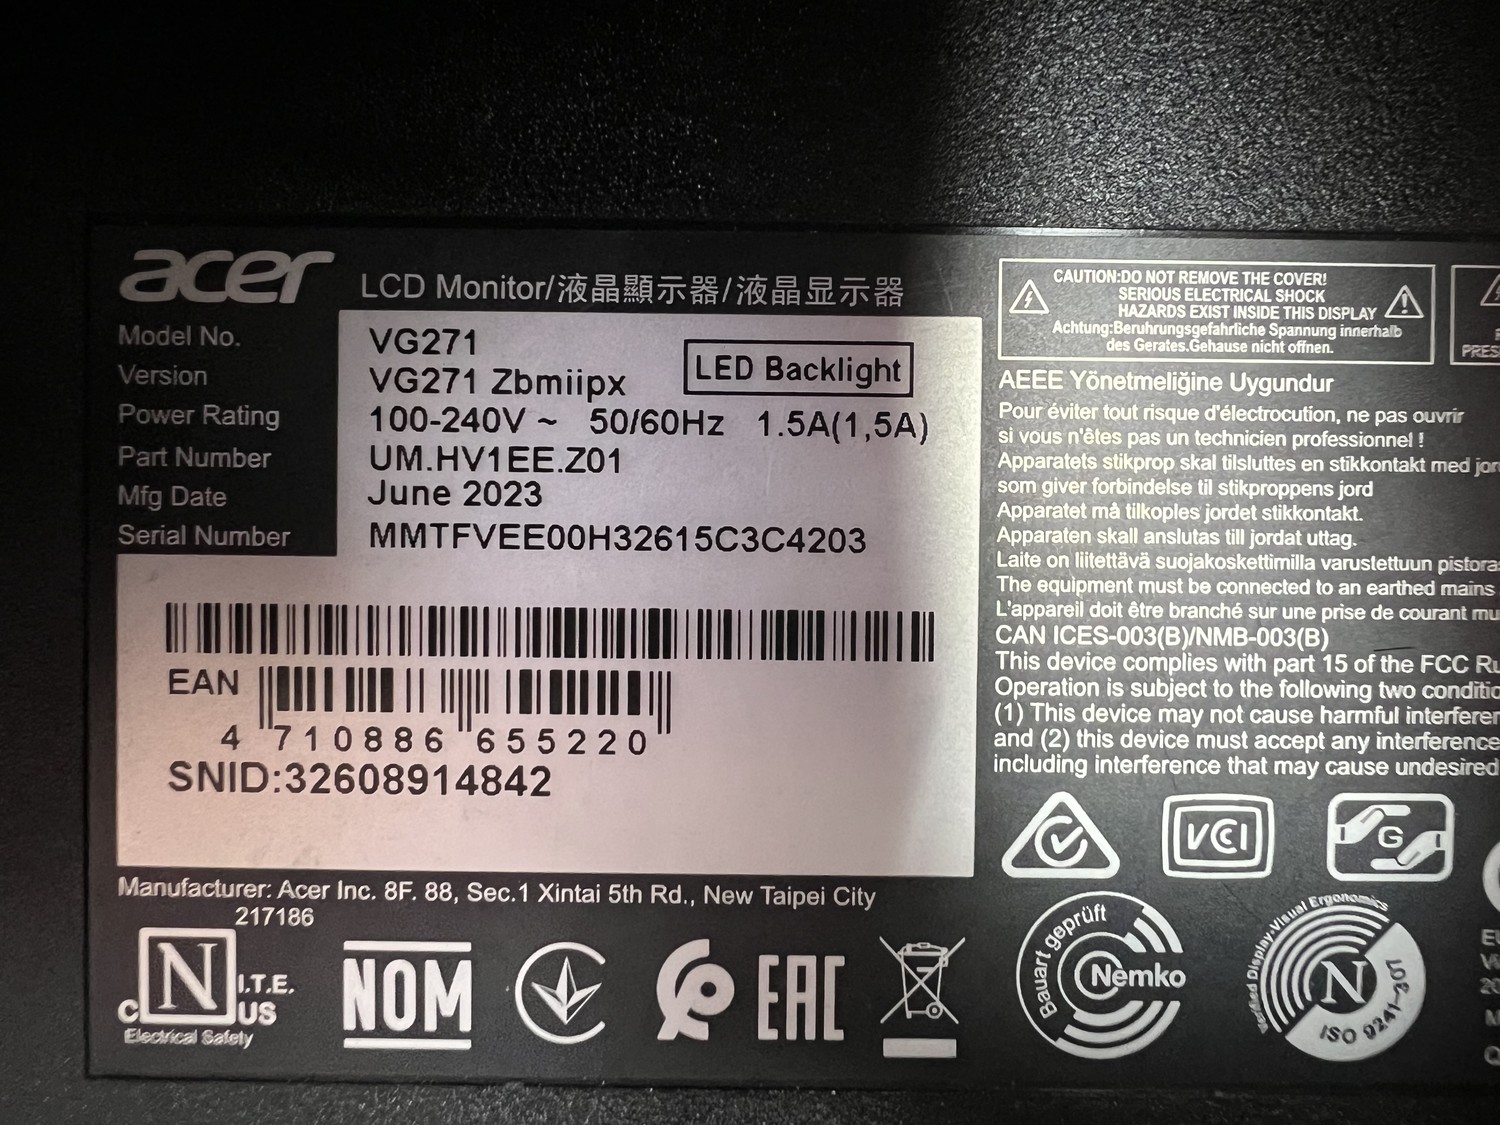 acer LCD Monitor/液晶顯示器/液晶显示器
Model No. VG271
Version VG271 Zbmiipx
LED Backlight
Power Rating 100-240V ~ 50/60Hz 1.5A(1,5A)
Part Number UM.HV1EE.Z01
Mfg Date June 2023
Serial Number MMTFVEE00H32615C3C4203
EAN
4 710886 655220
SNID:32608914842
Manufacturer: Acer Inc. 8F. 88, Sec.1 Xintai 5th Rd., New Taipei City
217186
N
I.T.E.
c US
Electrical Safety
NOM
EAC
CAUTION:DO NOT REMOVE THE COVER!
SERIOUS ELECTRICAL SHOCK
HAZARDS EXIST INSIDE THIS DISPLAY
Achtung:Beruhrungsgefahrliche Spannung innerhalb
des Gerates.Gehause nicht offnen.
AEEE Yönetmeliğine Uygundur
Pour éviter tout risque d'électrocution, ne pas ouvrir
si vous n'êtes pas un technicien professionnel !
Apparatets stikprop skal tilsluttes en stikkontakt med jor
som giver forbindelse til stikproppens jord
Apparatet må tilkoples jordet stikkontakt.
Apparaten skall anslutas till jordat uttag.
Laite on liitettävä suojakoskettimilla varustettuun pistora
The equipment must be connected to an earthed mains
L'appareil doit être branché sur une prise de courant mu
CAN ICES-003(B)/NMB-003(B)
This device complies with part 15 of the FCC Ru
Operation is subject to the following two conditio
(1) This device may not cause harmful interferen
and (2) this device must accept any interference
including interference that may cause undesired
VCCI
G
Bauart geprüft
Nemko
Verified Display-Visual Ergonomics
N
ISO 9241-307